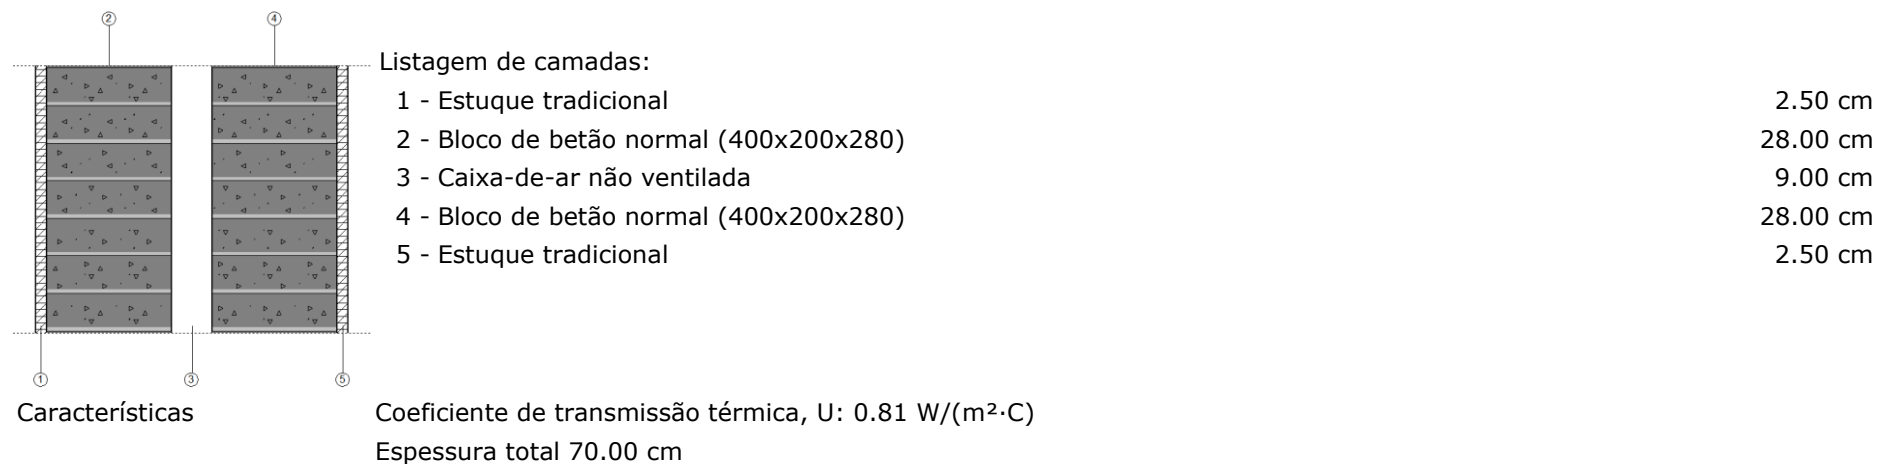 ② ④
Listagem de camadas:
1 - Estuque tradicional 2.50 cm
2 - Bloco de betão normal (400x200x280) 28.00 cm
3 - Caixa-de-ar não ventilada 9.00 cm
4 - Bloco de betão normal (400x200x280) 28.00 cm
5 - Estuque tradicional 2.50 cm
① ③ ⑤
Características Coeficiente de transmissão térmica, U: 0.81 W/(m²·C)
Espessura total 70.00 cm